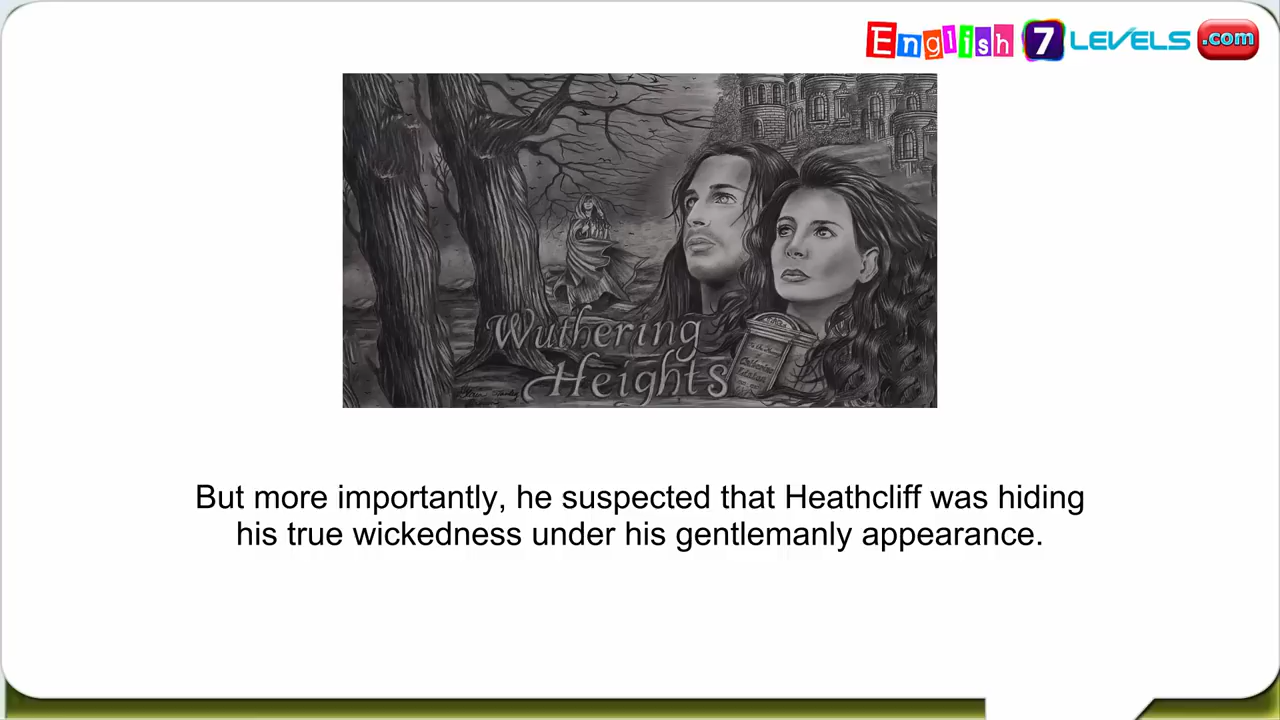 English 7 LEVELS .com
Wuthering
Heights
But more importantly, he suspected that Heathcliff was hiding
his true wickedness under his gentlemanly appearance.